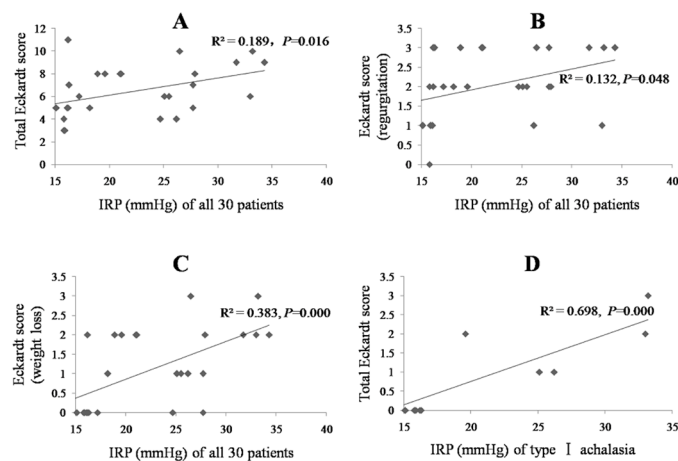 A
Total Eckardt score
12
10
8
6
4
2
0
R² = 0.189, P=0.016
15 20 25 30 35 40
IRP (mmHg) of all 30 patients
B
Eckardt score
(regurgitation)
3.5
3
2.5
2
1.5
1
0.5
0
R² = 0.132, P=0.048
15 20 25 30 35 40
IRP (mmHg) of all 30 patients
C
Eckardt score
(weight loss)
3.5
3
2.5
2
1.5
1
0.5
0
R² = 0.383, P=0.000
15 20 25 30 35 40
IRP (mmHg) of all 30 patients
D
Total Eckardt score
3.5
3
2.5
2
1.5
1
0.5
0
R² = 0.698, P=0.000
15 20 25 30 35 40
IRP (mmHg) of type Ⅰ achalasia